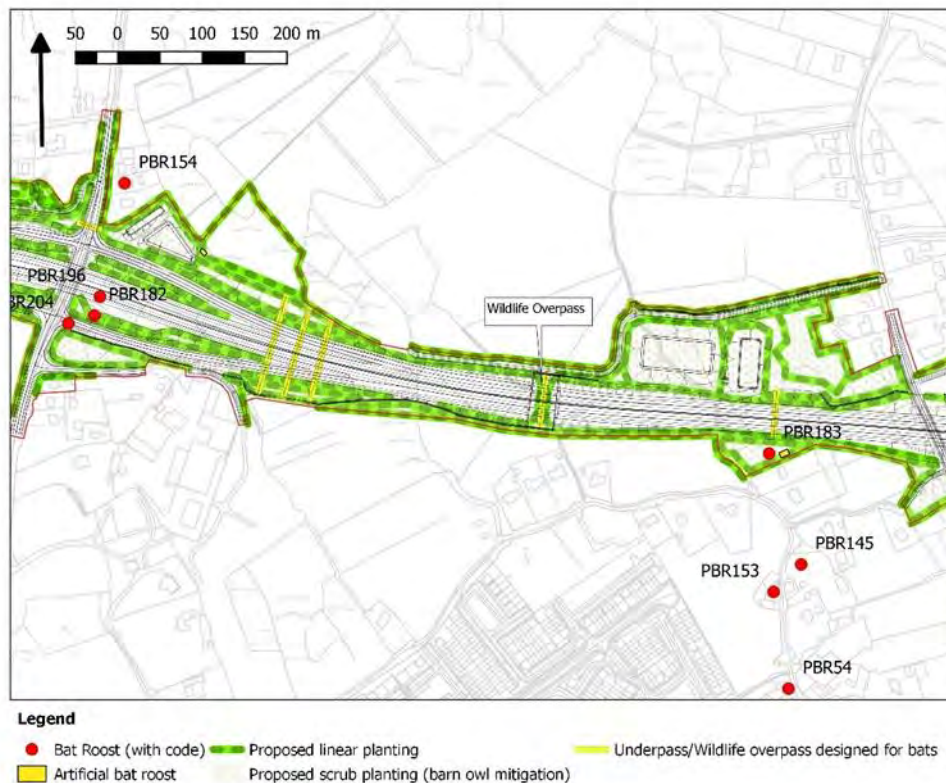 50 0 50 100 150 200 m
PBR154
PBR196
PBR182
BR204
Wildlife Overpass
PBR183
PBR145
PBR153
PBR54
Legend
Bat Roost (with code) Proposed linear planting Underpass/Wildlife overpass designed for bats
Artificial bat roost Proposed scrub planting (barn owl mitigation)